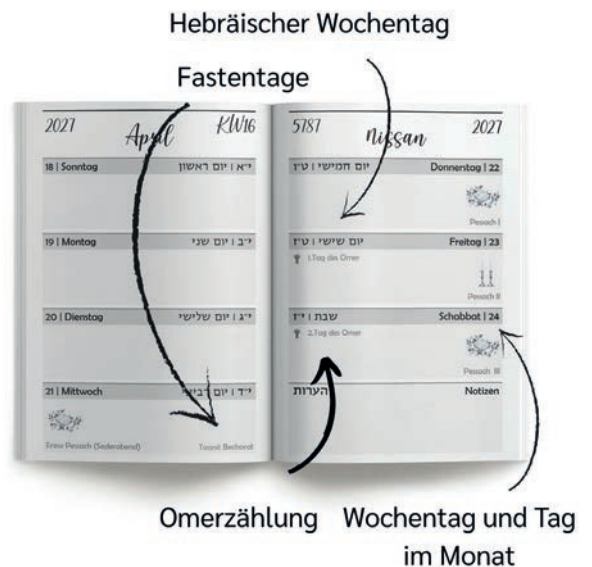 Hebräischer Wochentag
Fastentage
2027 April KW16
18 | Sonntag י״א | יום ראשון
19 | Montag י״ב | יום שני
20 | Dienstag י״ג | יום שלישי
21 | Mittwoch י״ד | יום רביעי
Erew Pessach (Sederabend) Taanit Bechorot
5787 Nissan 2027
יום חמישי | ט״ו Donnerstag | 22
Pessach I
יום שישי | ט״ז Freitag | 23
1.Tag des Omer
Pessach II
שבת | י״ז Schabbat | 24
2.Tag des Omer
Pessach III
הערות Notizen
Omerzählung
Wochentag und Tag
im Monat